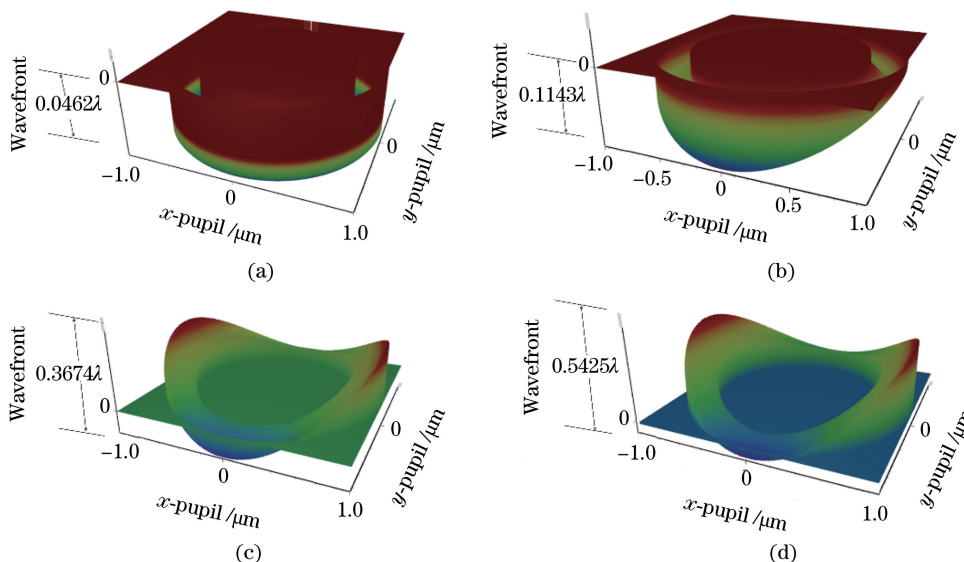 Wavefront
0
0.0462λ
−1.0
0
1.0
x-pupil /μm
0
y-pupil /μm
(a)
Wavefront
0
0.1143λ
−1.0
−0.5
0
0.5
1.0
x-pupil /μm
0
y-pupil /μm
(b)
Wavefront
0.3674λ
0
−1.0
0
1.0
x-pupil /μm
0
y-pupil /μm
(c)
Wavefront
0.5425λ
0
−1.0
0
1.0
x-pupil /μm
0
y-pupil /μm
(d)